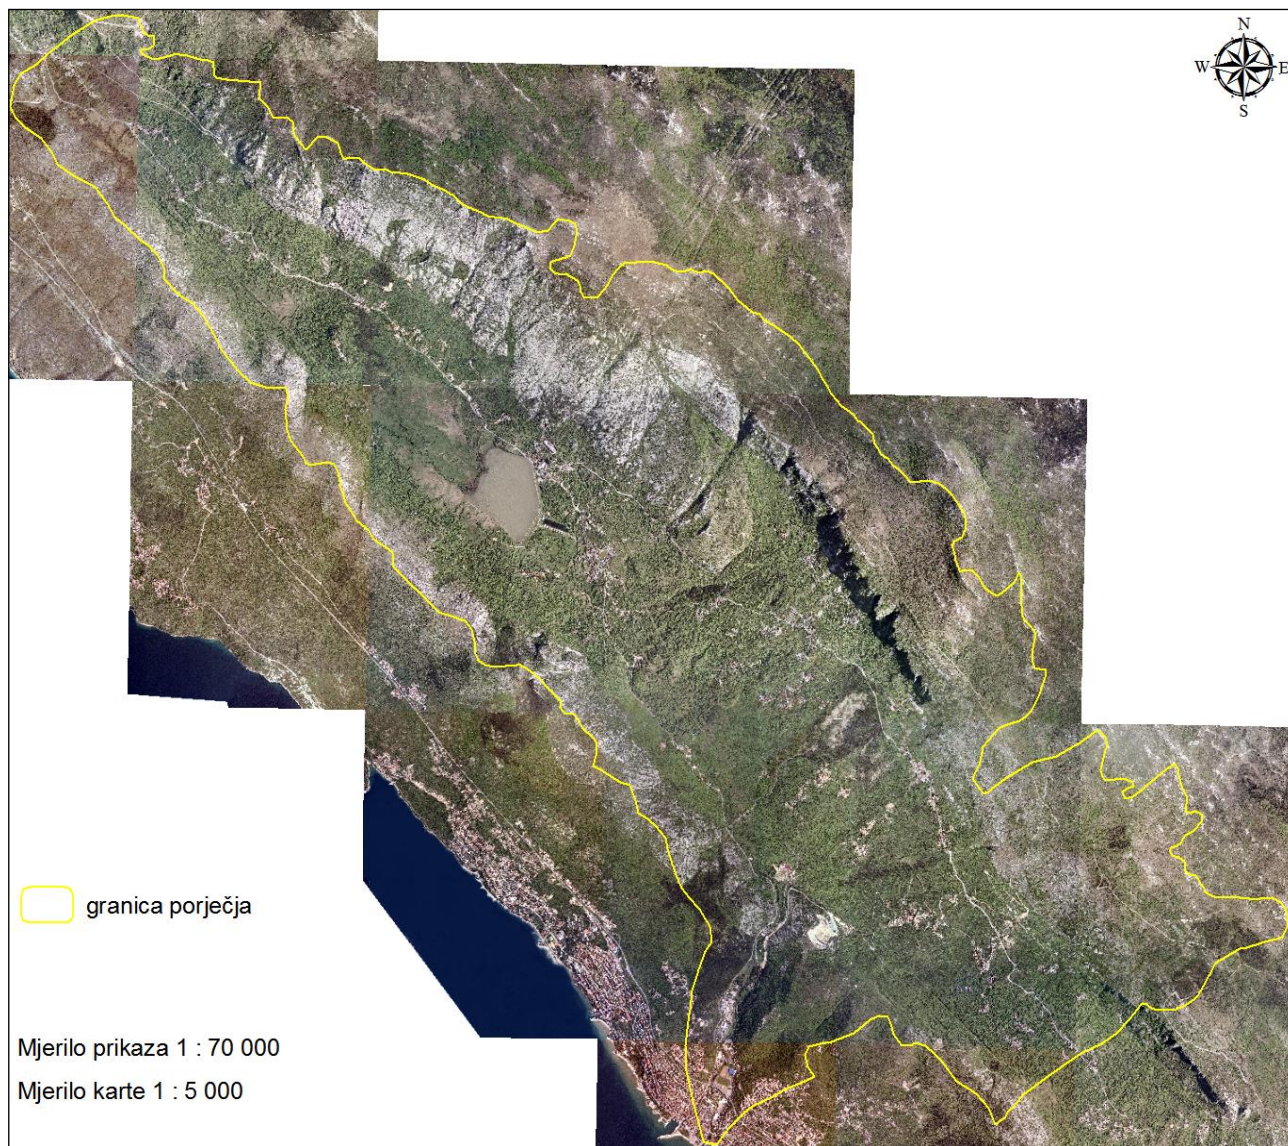 N
W E
S
granica porječja
Mjerilo prikaza 1 : 70 000
Mjerilo karte 1 : 5 000